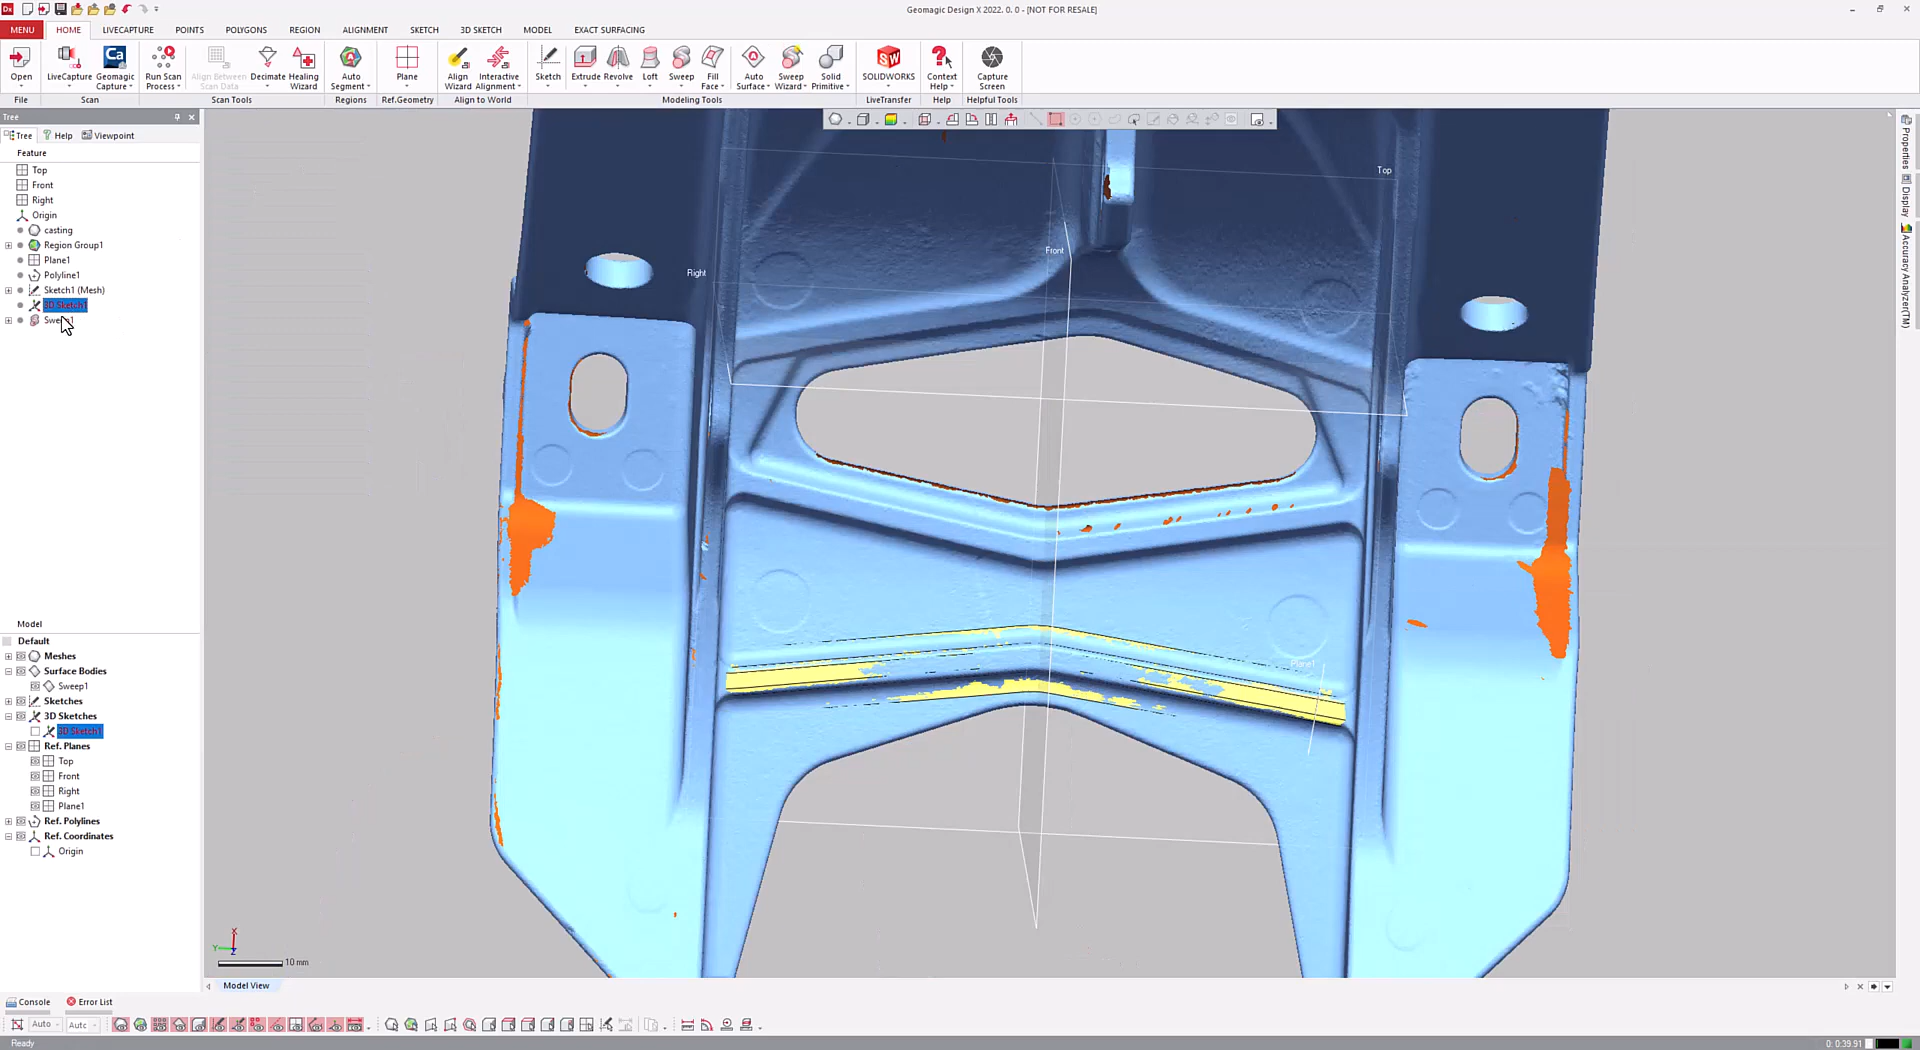 Dx
Geomagic Design X 2022. 0. 0 - [NOT FOR RESALE]
MENU HOME LIVECAPTURE POINTS POLYGONS REGION ALIGNMENT SKETCH 3D SKETCH MODEL EXACT SURFACING
Open LiveCapture Geomagic Capture Run Scan Process Align Between Scan Data Decimate Healing Wizard Auto Segment Plane Align Wizard Interactive Alignment Sketch Extrude Revolve Loft Sweep Fill Face Auto Surface Sweep Wizard Solid Primitive SOLIDWORKS Context Help Capture Screen
File Scan Scan Tools Regions Ref.Geometry Align to World Modeling Tools LiveTransfer Help Helpful Tools
Tree
Tree Help Viewpoint
Feature
Top
Front
Right
Origin
casting
Region Group1
Plane1
Polyline1
Sketch1 (Mesh)
3D Sketch1
Model
Default
Meshes
Surface Bodies
Sweep1
Sketches
3D Sketches
3D Sketch1
Ref. Planes
Top
Front
Right
Plane1
Ref. Polylines
Ref. Coordinates
Origin
Top
Front
Right
Plane1
X
Y
Z
10 mm
Properties
Display
Accuracy Analyzer(TM)
Model View
Console Error List
Auto Autc
Ready
0: 0:39.91